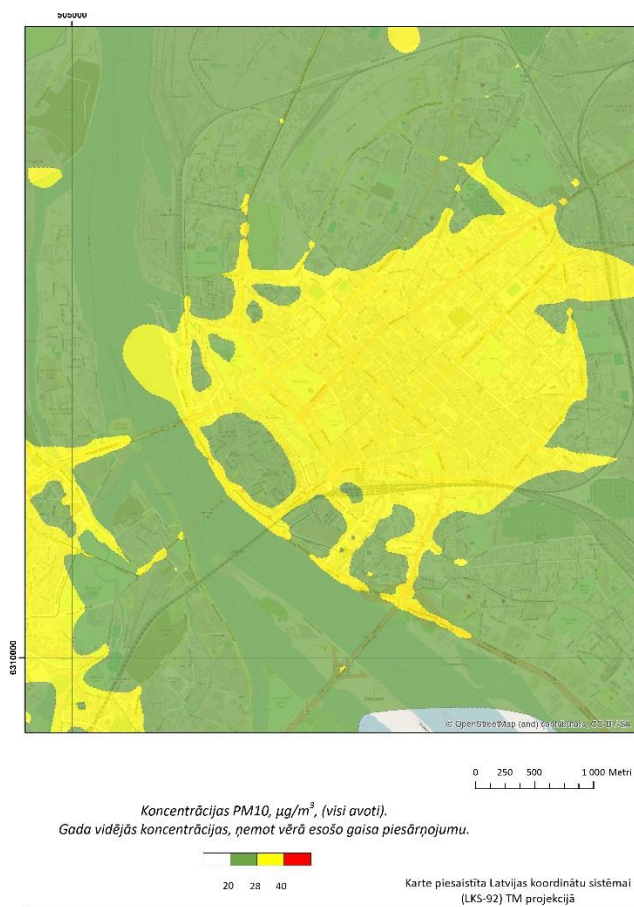 505000
6310000
© OpenStreetMap (and) contributors, CC-BY-SA
0 250 500 1 000 Metri
Koncentrācijas PM10, µg/m³, (visi avoti).
Gada vidējās koncentrācijas, ņemot vērā esošo gaisa piesārņojumu.
20 28 40
Karte piesaistīta Latvijas koordinātu sistēmai
(LKS-92) TM projekcijā